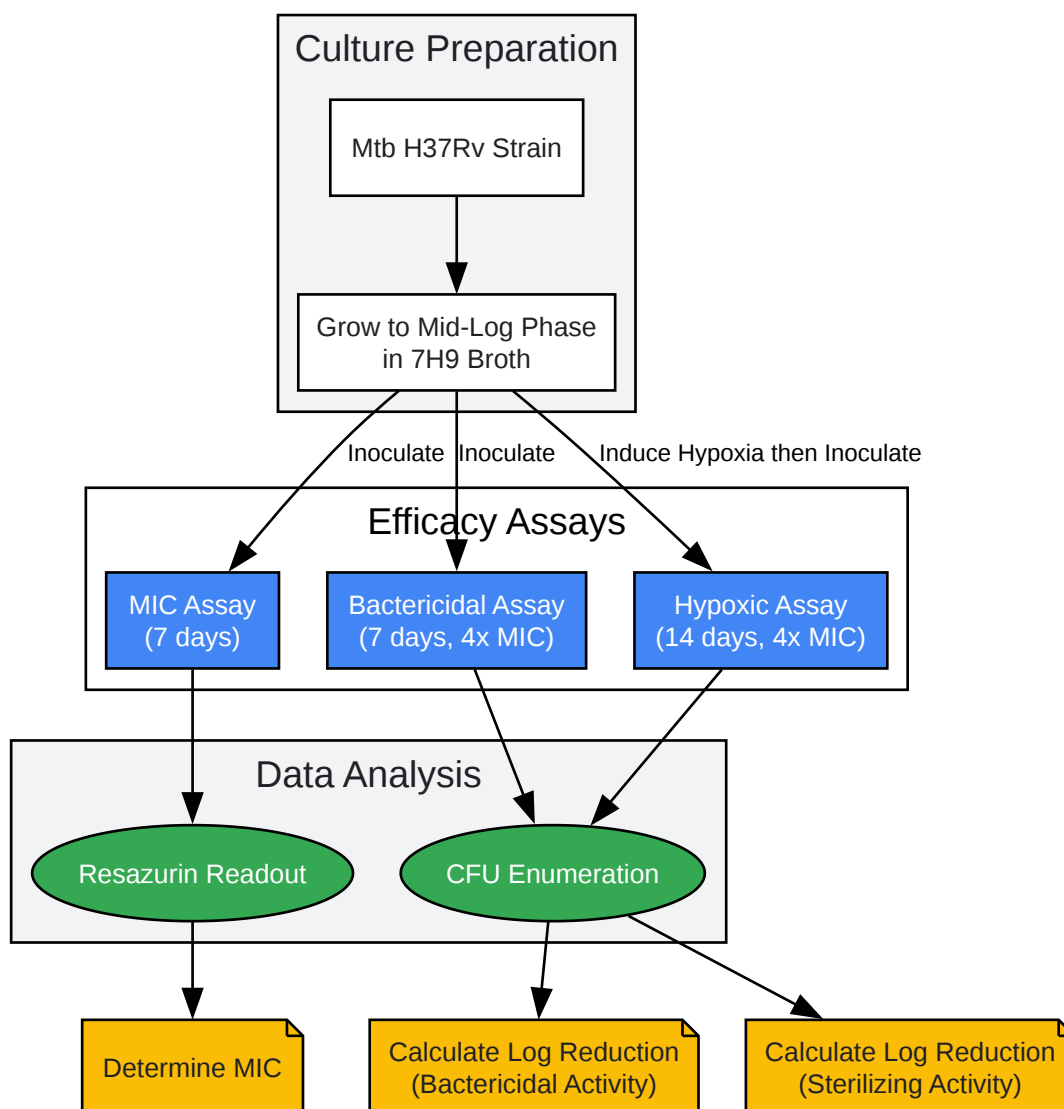 Culture Preparation
Mtb H37Rv Strain
Grow to Mid-Log Phase
in 7H9 Broth
Inoculate
Inoculate
Induce Hypoxia then Inoculate
Efficacy Assays
MIC Assay
(7 days)
Bactericidal Assay
(7 days, 4x MIC)
Hypoxic Assay
(14 days, 4x MIC)
Data Analysis
Resazurin Readout
CFU Enumeration
Determine MIC
Calculate Log Reduction
(Bactericidal Activity)
Calculate Log Reduction
(Sterilizing Activity)